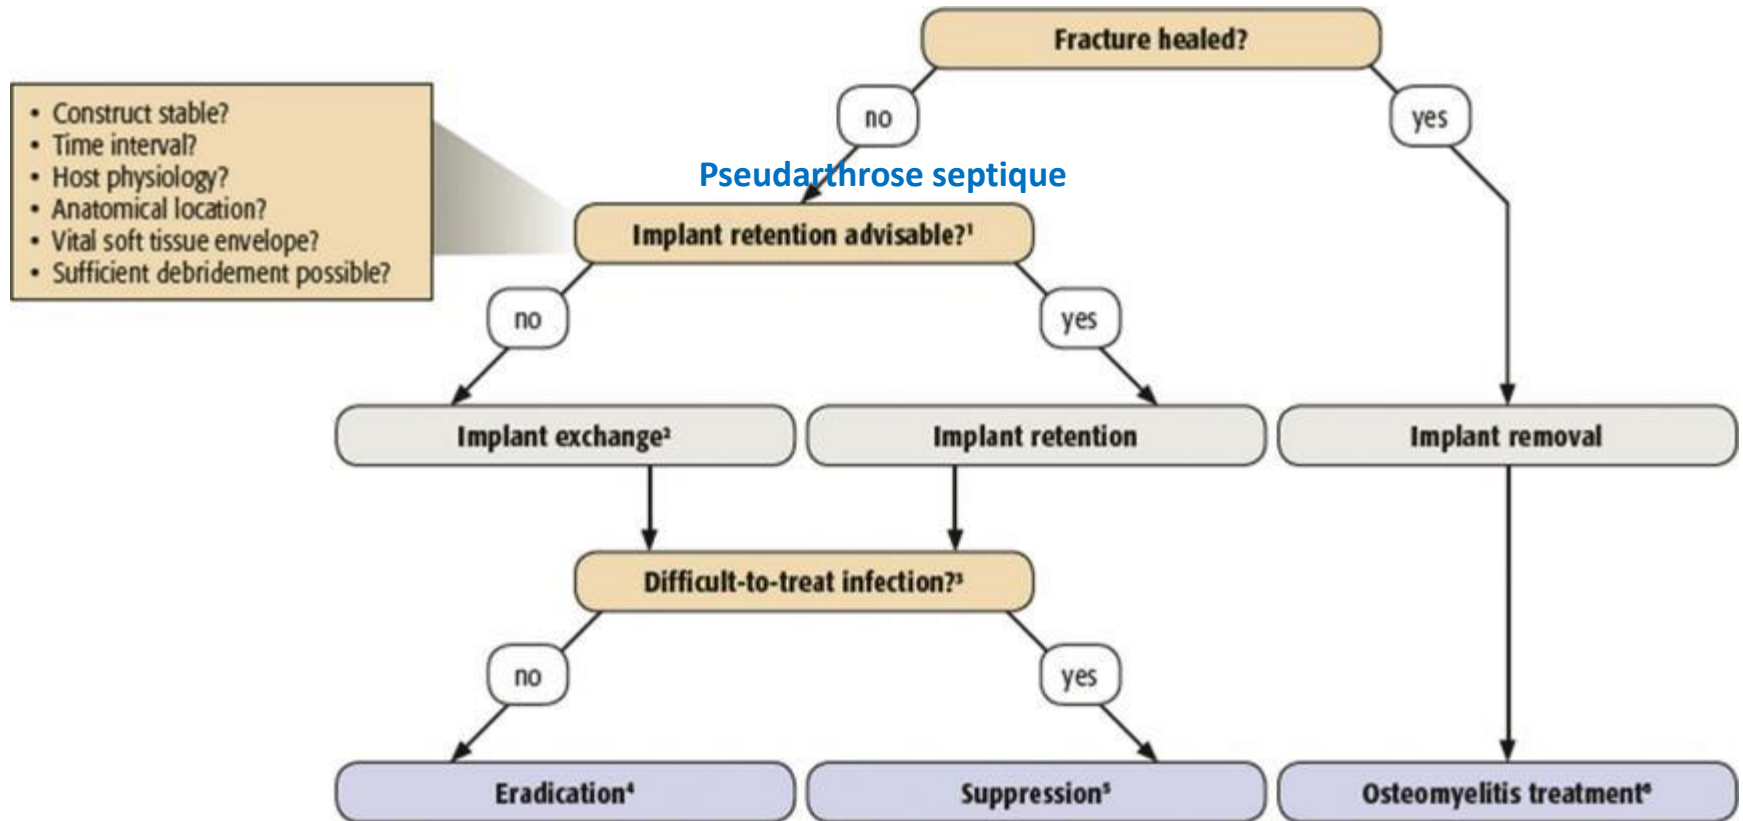 Fracture healed?
• Construct stable?
• Time interval?
• Host physiology?
• Anatomical location?
• Vital soft tissue envelope?
• Sufficient debridement possible?
no
yes
Pseudarthrose septique
Implant retention advisable?¹
no
yes
Implant exchange²
Implant retention
Implant removal
Difficult-to-treat infection?³
no
yes
Eradication⁴
Suppression⁵
Osteomyelitis treatment⁶